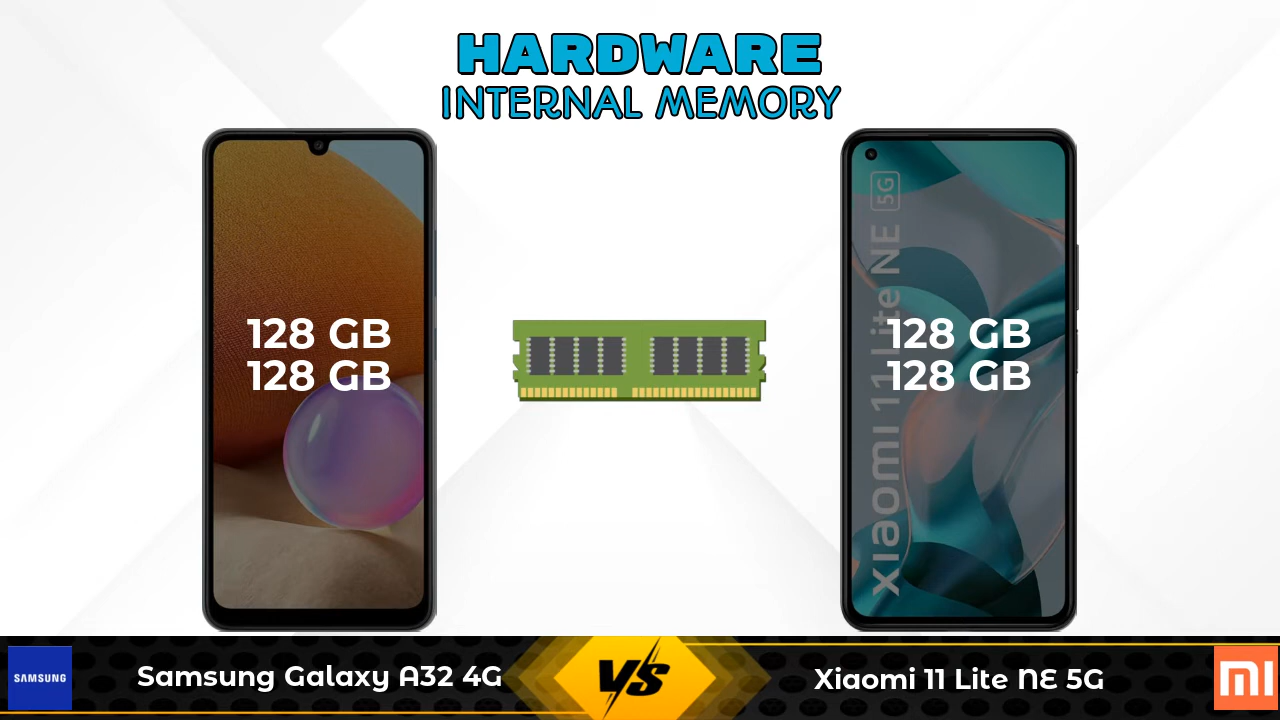 HARDWARE
INTERNAL MEMORY
128 GB
128 GB
128 GB
128 GB
Xiaomi 11 Lite NE 5G
SAMSUNG
Samsung Galaxy A32 4G
VS
Xiaomi 11 Lite NE 5G
MI